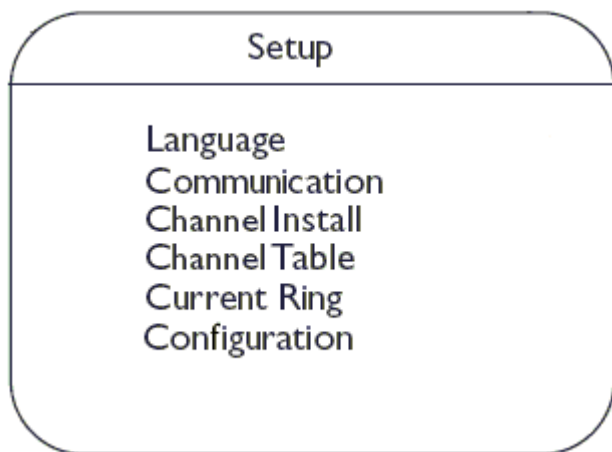 Setup
Language
Communication
Channel Install
Channel Table
Current Ring
Configuration